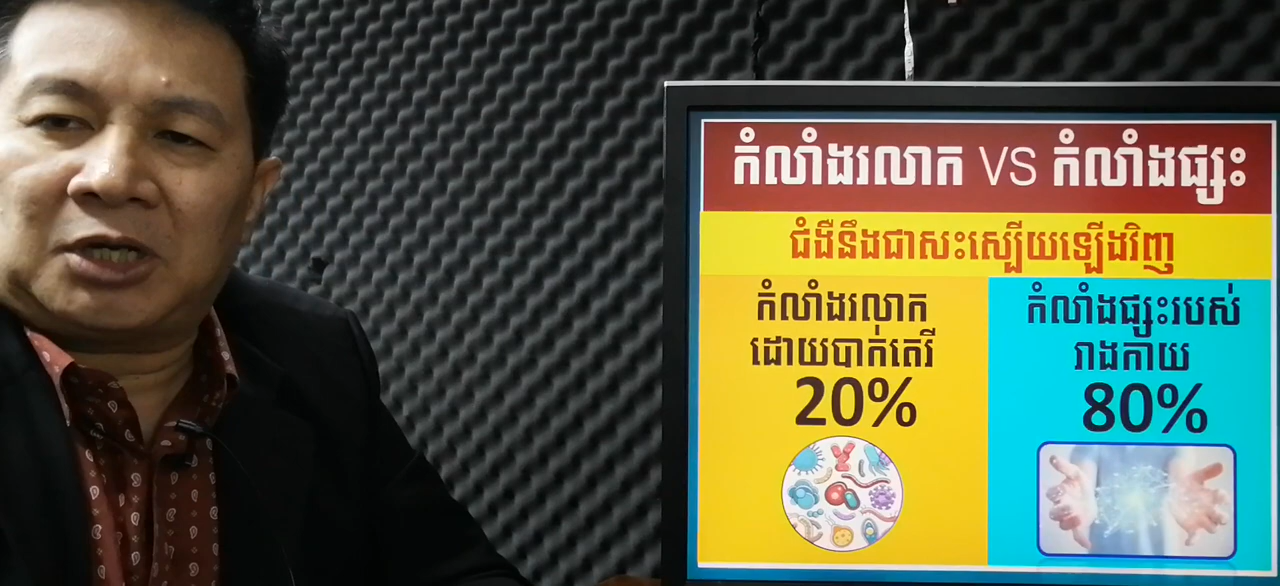 កំលាំងរលាក VS កំលាំងផ្សះ
ជំងឺនឹងជាសះស្បើយឡើងវិញ
កំលាំងរលាក
ដោយបាក់តេរី
20%
កំលាំងផ្សះរបស់
រាងកាយ
80%